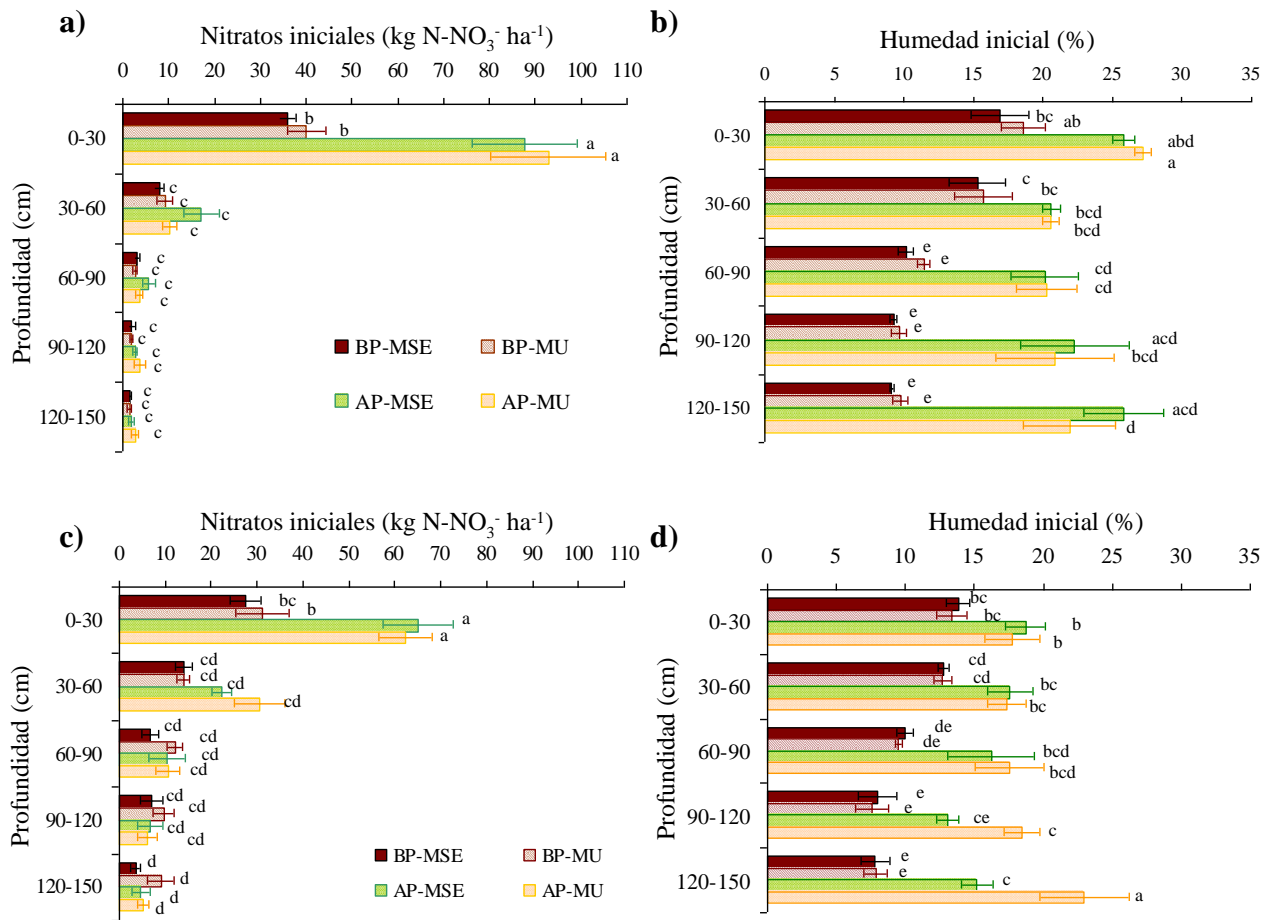 a)
Nitratos iniciales (kg N-NO₃⁻ ha⁻¹)
0 10 20 30 40 50 60 70 80 90 100 110
Profundidad (cm)
0-30
b
b
a
a
30-60
c
c
c
c
60-90
c
c
c
c
90-120
c
c
c
c
120-150
c
c
c
c
BP-MSE
BP-MU
AP-MSE
AP-MU
b)
Humedad inicial (%)
0 5 10 15 20 25 30 35
Profundidad (cm)
0-30
bc
ab
abd
a
30-60
c
bc
bcd
bcd
60-90
e
e
cd
cd
90-120
e
e
acd
bcd
120-150
e
e
acd
d
c)
Nitratos iniciales (kg N-NO₃⁻ ha⁻¹)
0 10 20 30 40 50 60 70 80 90 100 110
Profundidad (cm)
0-30
bc
b
a
a
30-60
cd
cd
cd
cd
60-90
cd
cd
cd
cd
90-120
cd
cd
cd
cd
120-150
d
d
d
d
BP-MSE
BP-MU
AP-MSE
AP-MU
d)
Humedad inicial (%)
0 5 10 15 20 25 30 35
Profundidad (cm)
0-30
bc
bc
b
b
30-60
cd
cd
bc
bc
60-90
de
de
bcd
bcd
90-120
e
e
ce
c
120-150
e
e
c
a